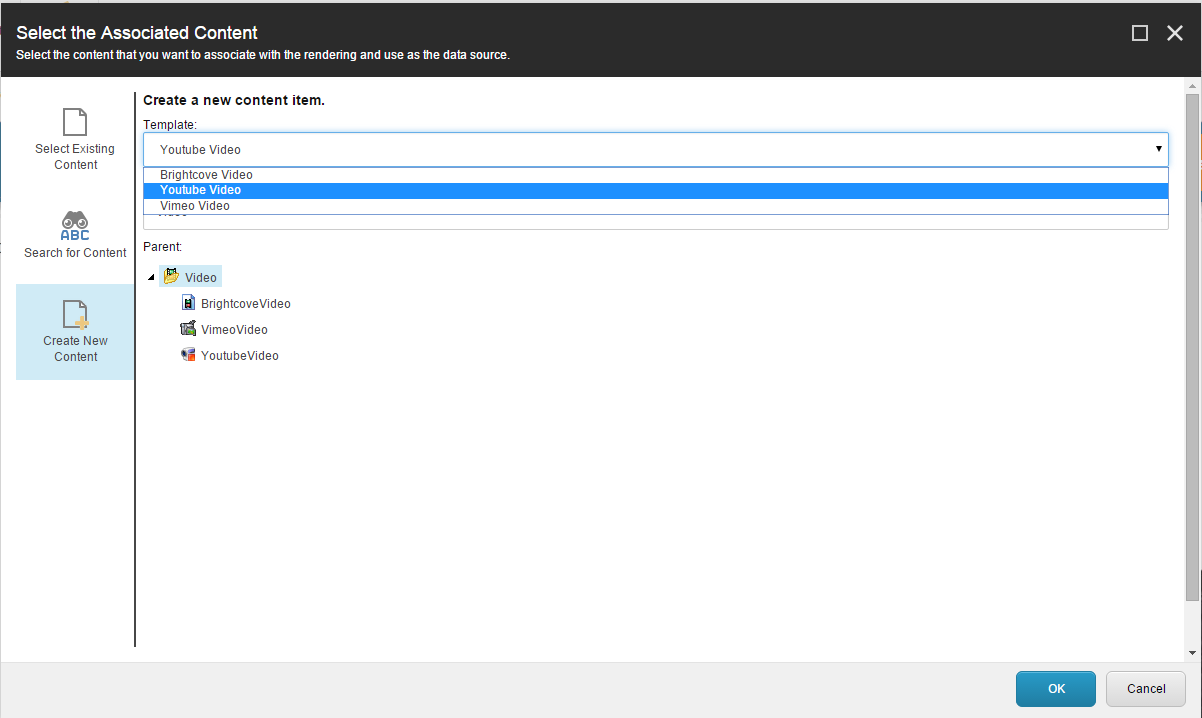 Select the Associated Content
Select the content that you want to associate with the rendering and use as the data source.
Select Existing
Content
ABC
Search for Content
Create New
Content
Create a new content item.
Template:
Youtube Video
Brightcove Video
Youtube Video
Vimeo Video
Parent:
Video
BrightcoveVideo
VimeoVideo
YoutubeVideo
OK
Cancel